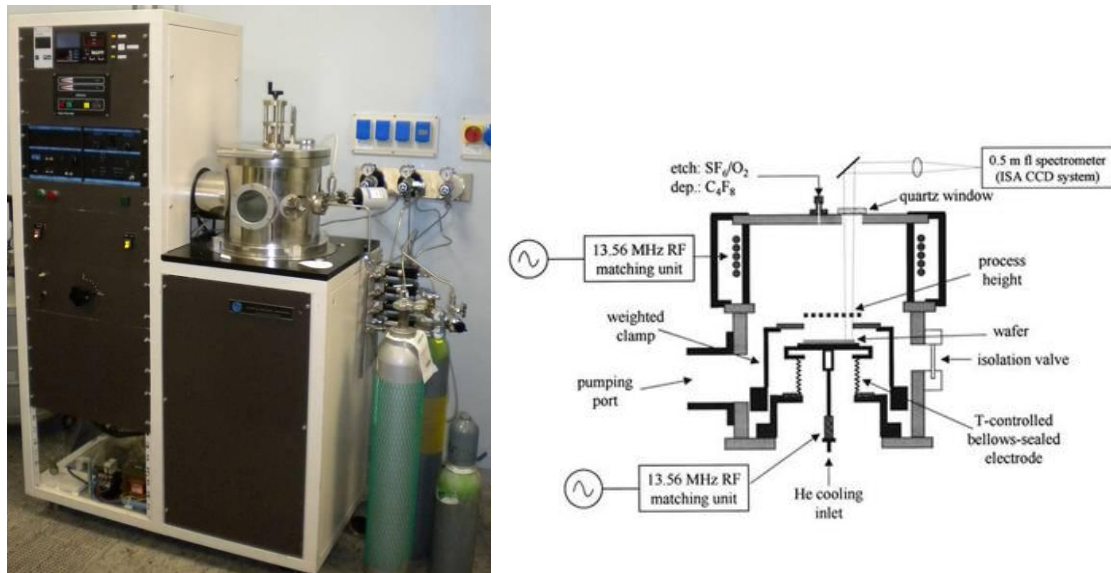 etch: SF6/O2
dep.: C4F8
0.5 m fl spectrometer
(ISA CCD system)
quartz window
13.56 MHz RF
matching unit
process
height
weighted
clamp
wafer
isolation valve
pumping
port
T-controlled
bellows-sealed
electrode
13.56 MHz RF
matching unit
He cooling
inlet